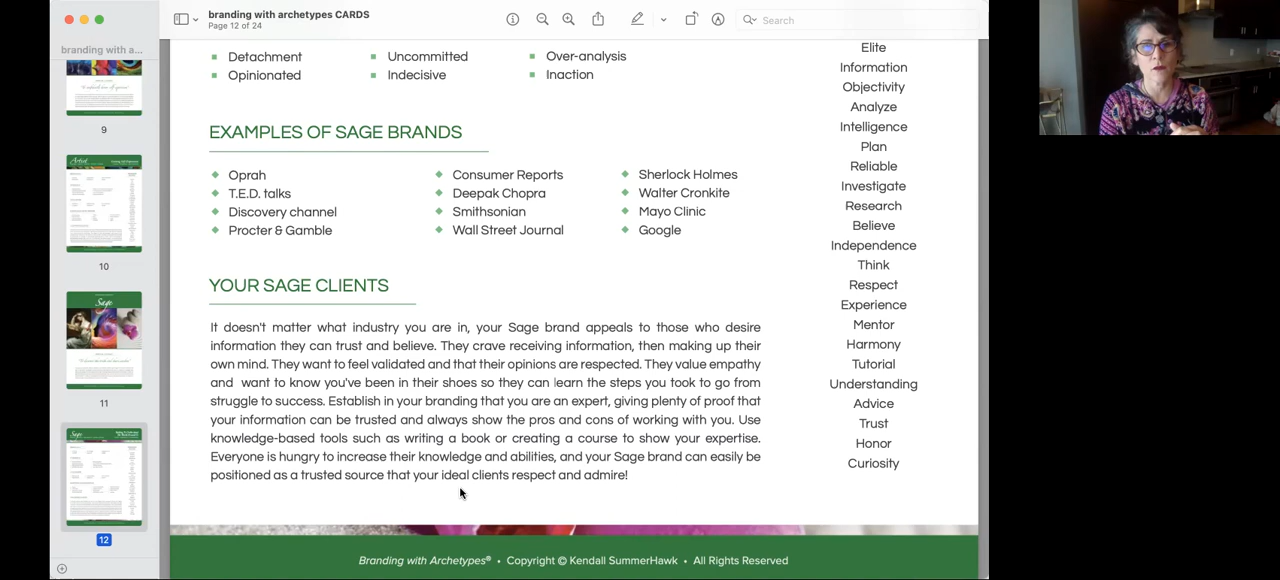 branding with archetypes CARDS
Page 12 of 24
Search
branding with a...
9
10
11
12
Artist
Sage
Detachment
Uncommitted
Over-analysis
Opinionated
Indecisive
Inaction
EXAMPLES OF SAGE BRANDS
Oprah
Consumer Reports
Sherlock Holmes
T.E.D. talks
Deepak Chopra
Walter Cronkite
Discovery channel
Smithsonian
Mayo Clinic
Procter & Gamble
Wall Street Journal
Google
YOUR SAGE CLIENTS
It doesn't matter what industry you are in, your Sage brand appeals to those who desire
information they can trust and believe. They crave receiving information, then making up their
own mind. They want to feel validated and that their opinions are respected. They value empathy
and want to know you've been in their shoes so they can learn the steps you took to go from
struggle to success. Establish in your branding that you are an expert, giving plenty of proof that
your information can be trusted and always show the pros and cons of working with you. Use
knowledge-based tools such as writing a book or creating a course to show your expertise.
Everyone is hungry to increase their knowledge and abilities, and your Sage brand can easily be
positioned as a trusted source that your ideal clients respect and admire!
Elite
Information
Objectivity
Analyze
Intelligence
Plan
Reliable
Investigate
Research
Believe
Independence
Think
Respect
Experience
Mentor
Harmony
Tutorial
Understanding
Advice
Trust
Honor
Curiosity
Branding with Archetypes® • Copyright © Kendall SummerHawk • All Rights Reserved